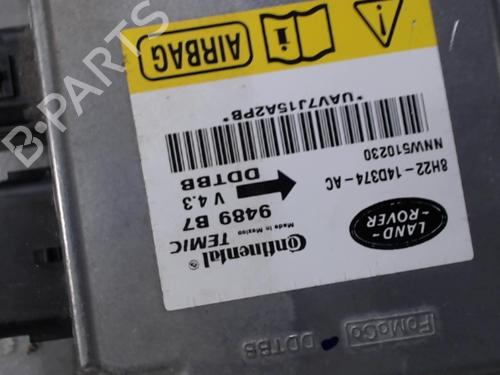 Continental
TEMIC
Made in Mexico
LAND-
-ROVER
9489 B7
V 4.3
DDTBB
8H22-14D374-AC
NNW510230
*UAV7J15A2PB*
AIRBAG
i
!
FoMoCo
DDTBB
B-PARTS